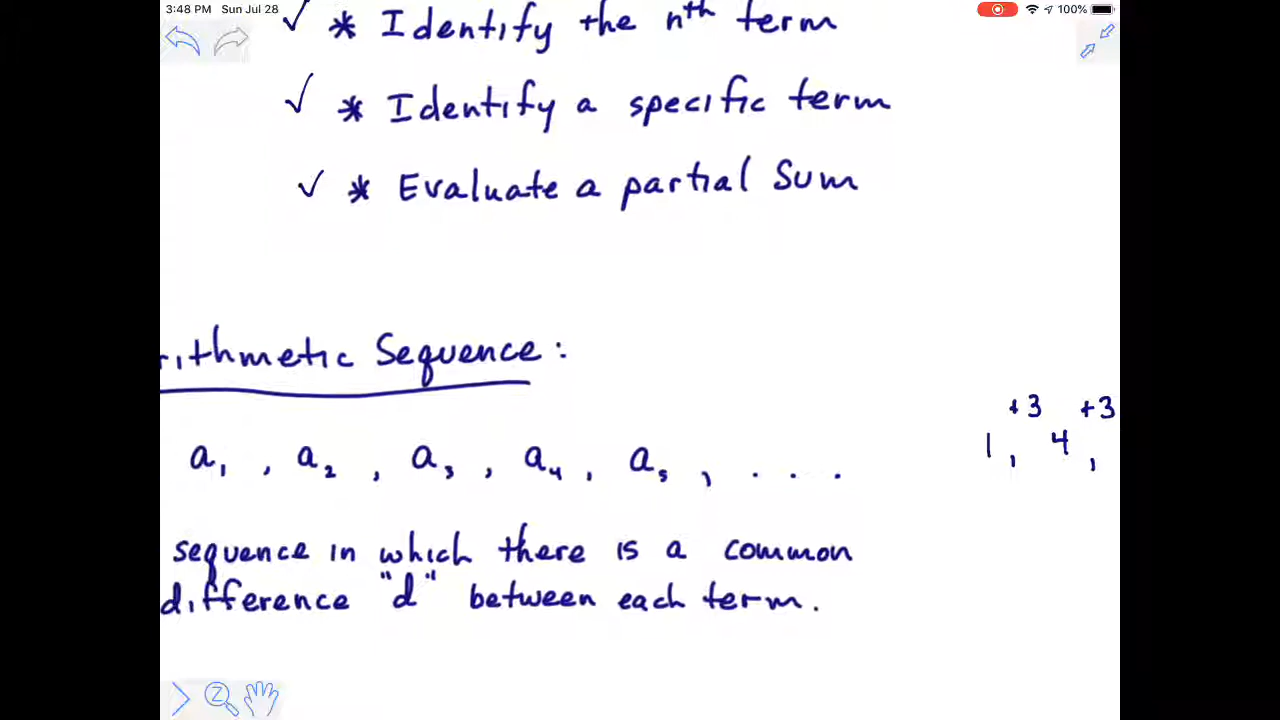 3:48 PM Sun Jul 28 100%
✓ * Identify the nth term
✓ * Identify a specific term
✓ * Evaluate a partial Sum
rithmetic Sequence:
+3 +3
a1, a2, a3, a4, a5, . . . 1, 4,
sequence in which there is a common
difference "d" between each term.
Z